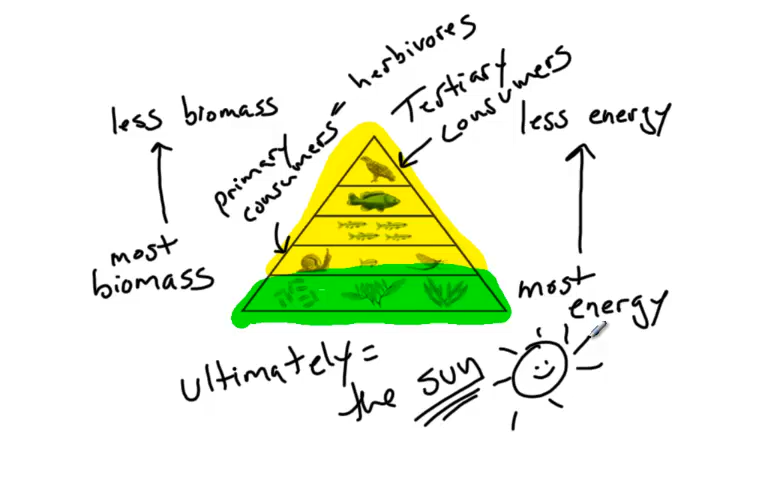 " herbivores
Tertiary
consumers
less biomass
primary
consumers
less energy
most
biomass
most
energy
ultimately =
the sun